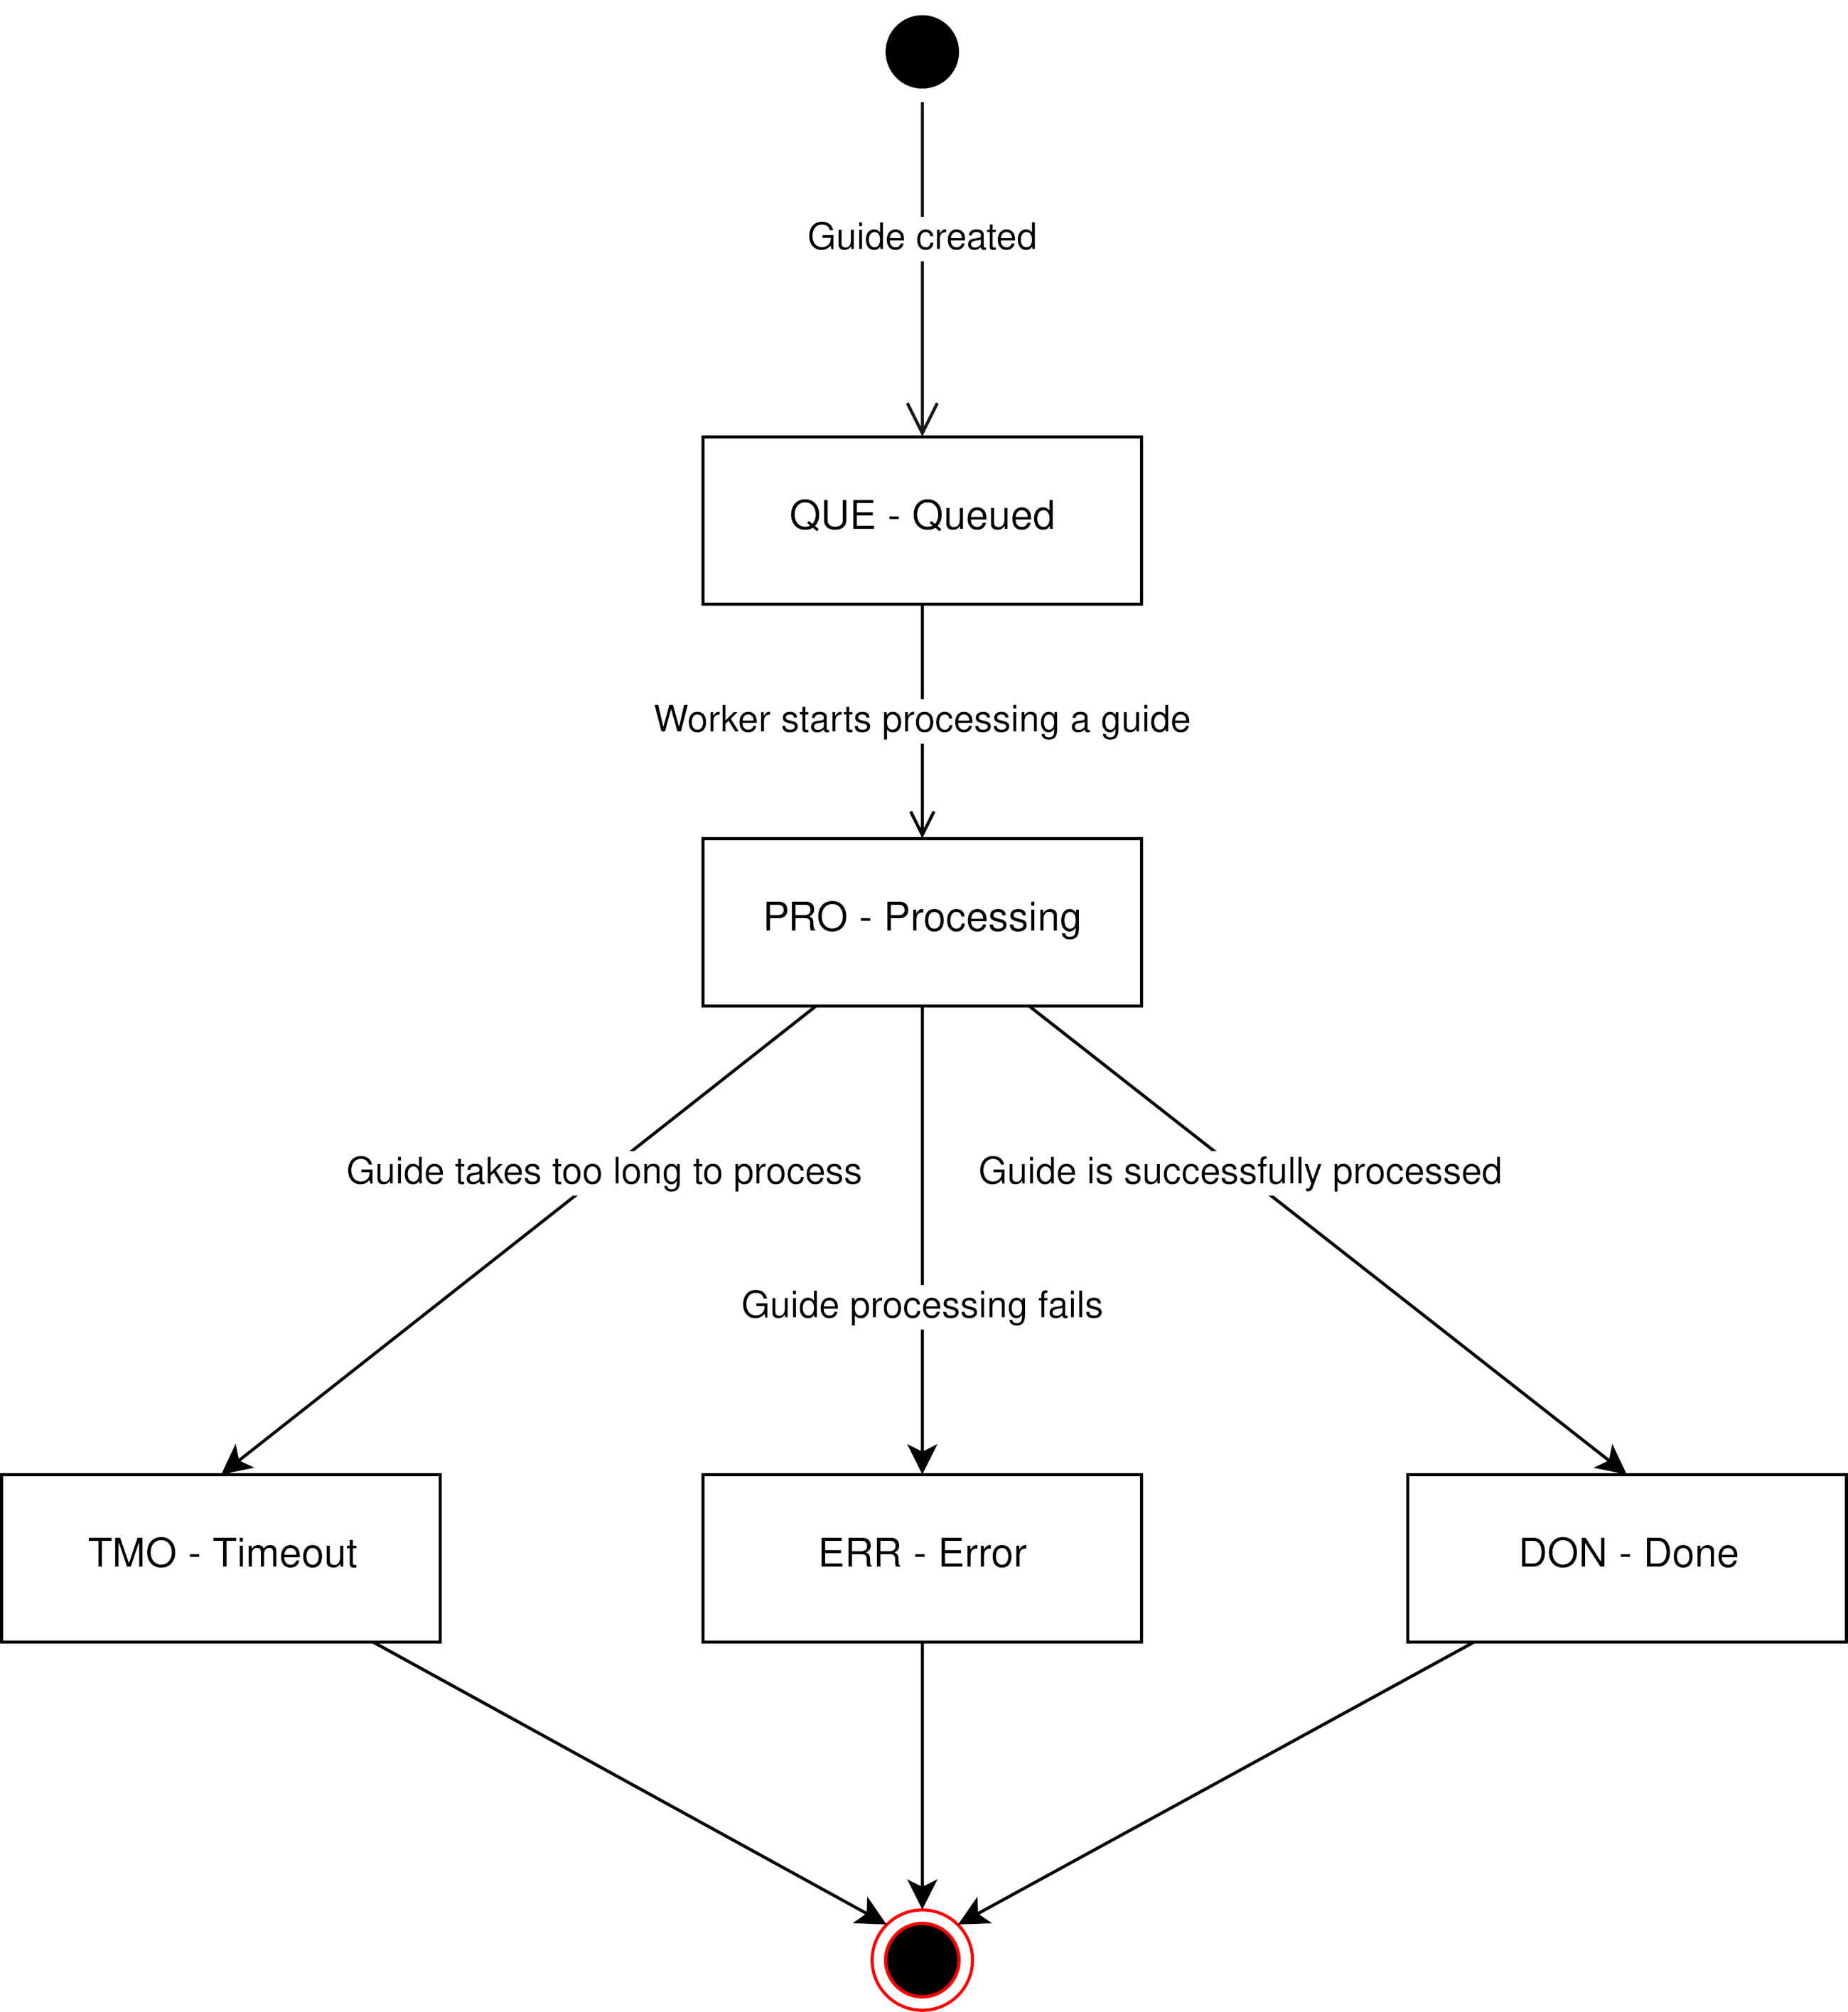 Guide created
QUE - Queued
Worker starts processing a guide
PRO - Processing
Guide takes too long to process
Guide is successfully processed
Guide processing fails
TMO - Timeout
ERR - Error
DON - Done